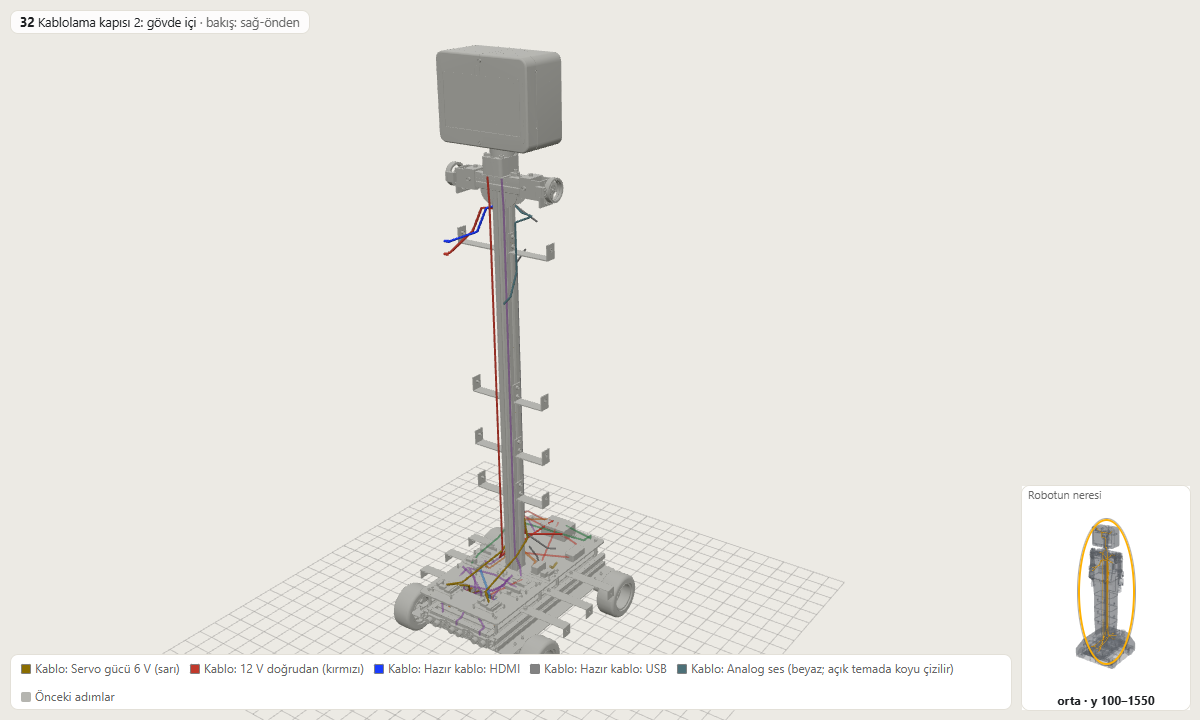 32 Kablolama kapısı 2: gövde içi · bakış: sağ-önden
Robotun neresi
orta · y 100–1550
Kablo: Servo gücü 6 V (sarı) Kablo: 12 V doğrudan (kırmızı) Kablo: Hazır kablo: HDMI Kablo: Hazır kablo: USB Kablo: Analog ses (beyaz; açık temada koyu çizilir)
Önceki adımlar